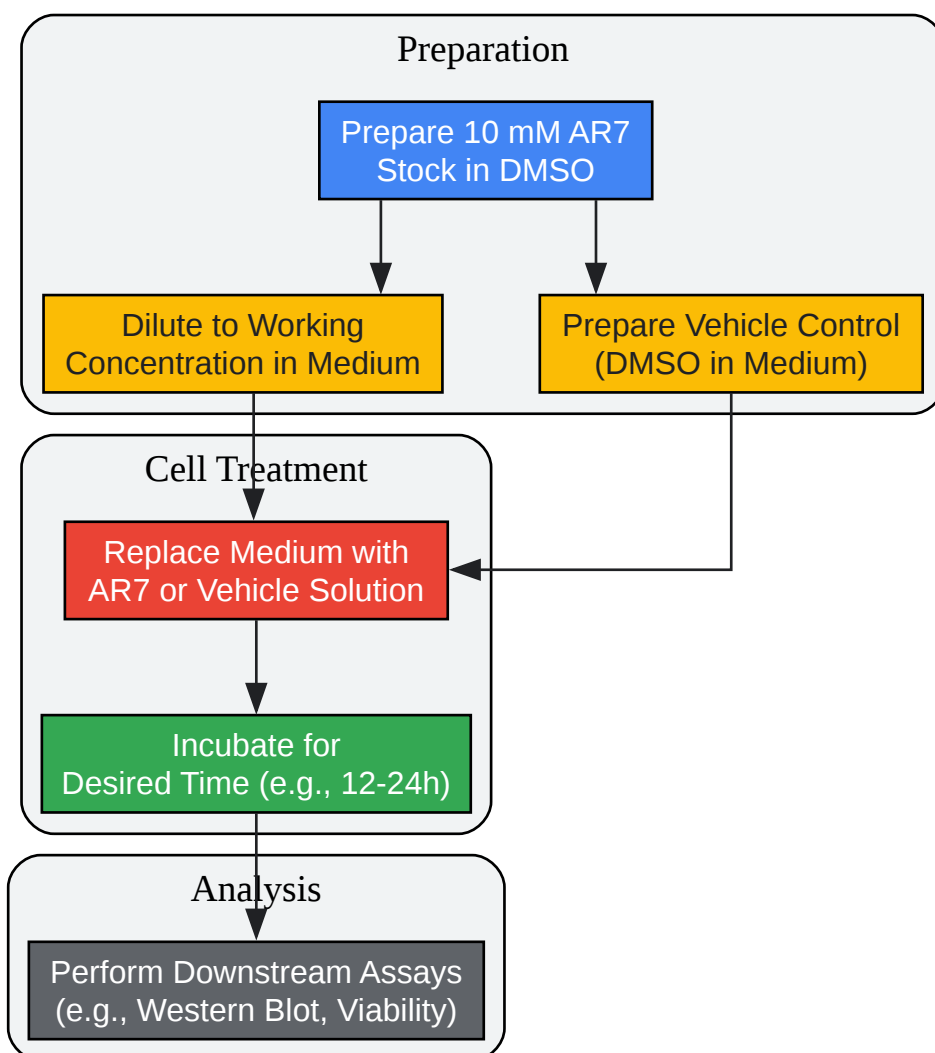 Preparation
Prepare 10 mM AR7
Stock in DMSO
Dilute to Working
Concentration in Medium
Prepare Vehicle Control
(DMSO in Medium)
Cell Treatment
Replace Medium with
AR7 or Vehicle Solution
Incubate for
Desired Time (e.g., 12-24h)
Analysis
Perform Downstream Assays
(e.g., Western Blot, Viability)